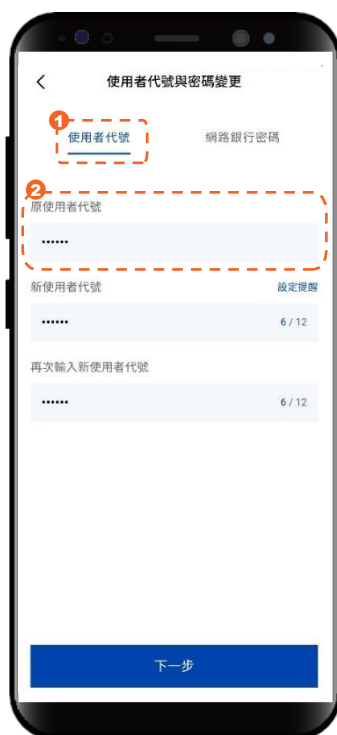 使用者代號與密碼變更
1
使用者代號 網路銀行密碼
2
原使用者代號
••••••
新使用者代號 設定提醒
•••••• 6 / 12
再次輸入新使用者代號
•••••• 6 / 12
下一步